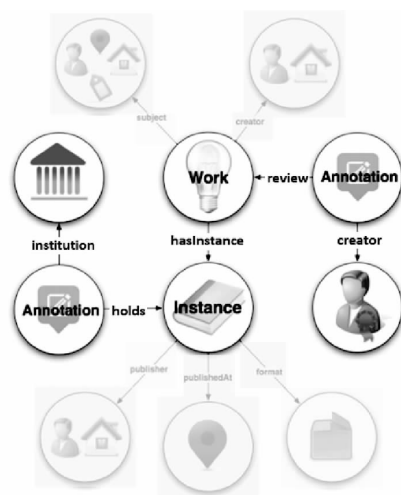 subject
creator
Work
review
Annotation
institution
hasInstance
creator
Annotation
holds
Instance
publisher
publishedAt
format